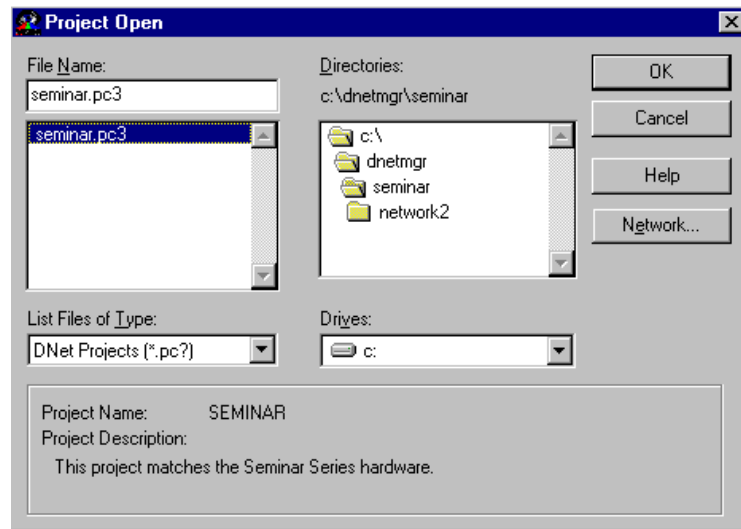 Project Open
File Name:
seminar.pc3
seminar.pc3
List Files of Type:
DNet Projects (*.pc?)
Directories:
c:\dnetmgr\seminar
c:\
dnetmgr
seminar
network2
Drives:
c:
OK
Cancel
Help
Network...
Project Name: SEMINAR
Project Description:
This project matches the Seminar Series hardware.